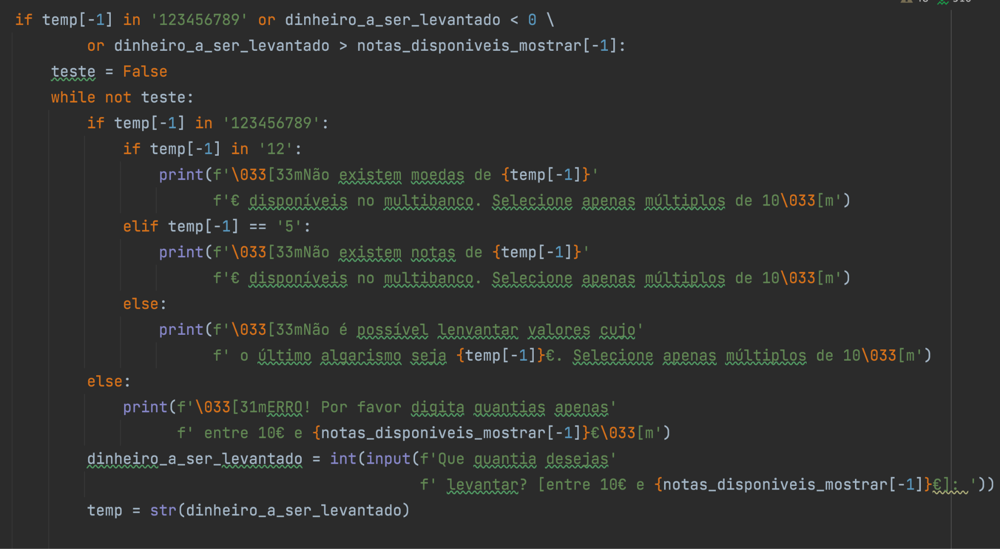 if temp[-1] in '123456789' or dinheiro_a_ser_levantado < 0 \
or dinheiro_a_ser_levantado > notas_disponiveis_mostrar[-1]:
teste = False
while not teste:
if temp[-1] in '123456789':
if temp[-1] in '12':
print(f'\033[33mNão existem moedas de {temp[-1]}'
f'€ disponíveis no multibanco. Selecione apenas múltiplos de 10\033[m')
elif temp[-1] == '5':
print(f'\033[33mNão existem notas de {temp[-1]}'
f'€ disponíveis no multibanco. Selecione apenas múltiplos de 10\033[m')
else:
print(f'\033[33mNão é possível lenvantar valores cujo'
f' o último algarismo seja {temp[-1]}€. Selecione apenas múltiplos de 10\033[m')
else:
print(f'\033[31mERRO! Por favor digita quantias apenas'
f' entre 10€ e {notas_disponiveis_mostrar[-1]}€\033[m')
dinheiro_a_ser_levantado = int(input(f'Que quantia desejas'
f' levantar? [entre 10€ e {notas_disponiveis_mostrar[-1]}€]: '))
temp = str(dinheiro_a_ser_levantado)